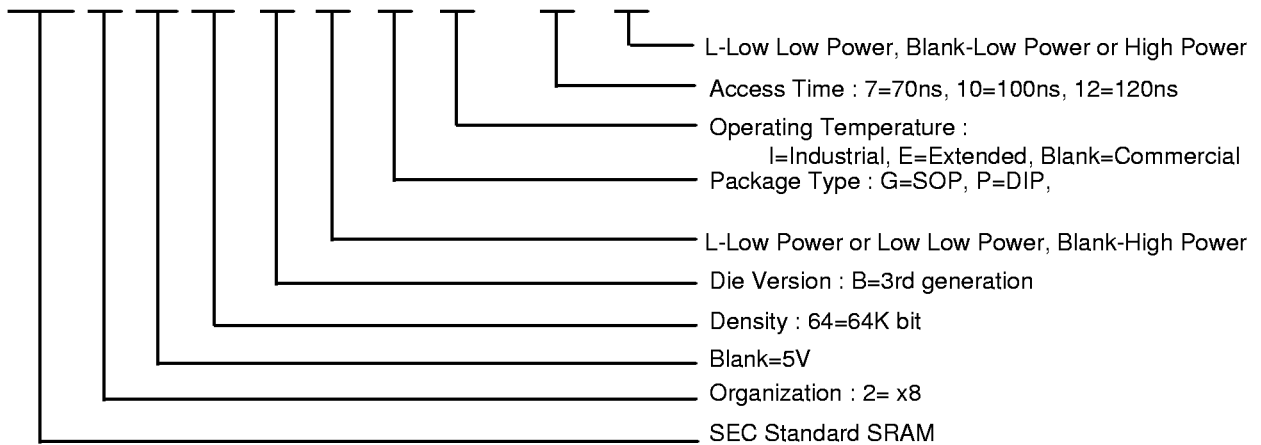 L-Low Low Power, Blank-Low Power or High Power
Access Time : 7=70ns, 10=100ns, 12=120ns
Operating Temperature :
I=Industrial, E=Extended, Blank=Commercial
Package Type : G=SOP, P=DIP,
L-Low Power or Low Low Power, Blank-High Power
Die Version : B=3rd generation
Density : 64=64K bit
Blank=5V
Organization : 2= x8
SEC Standard SRAM